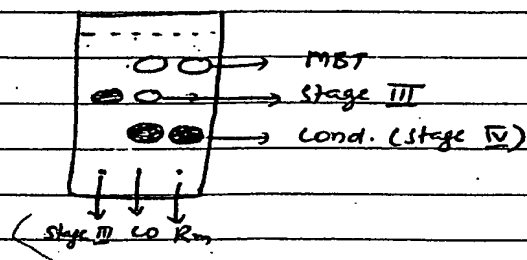 MBT
Stage III
Cond. (Stage IV)
Stage III CO Rm